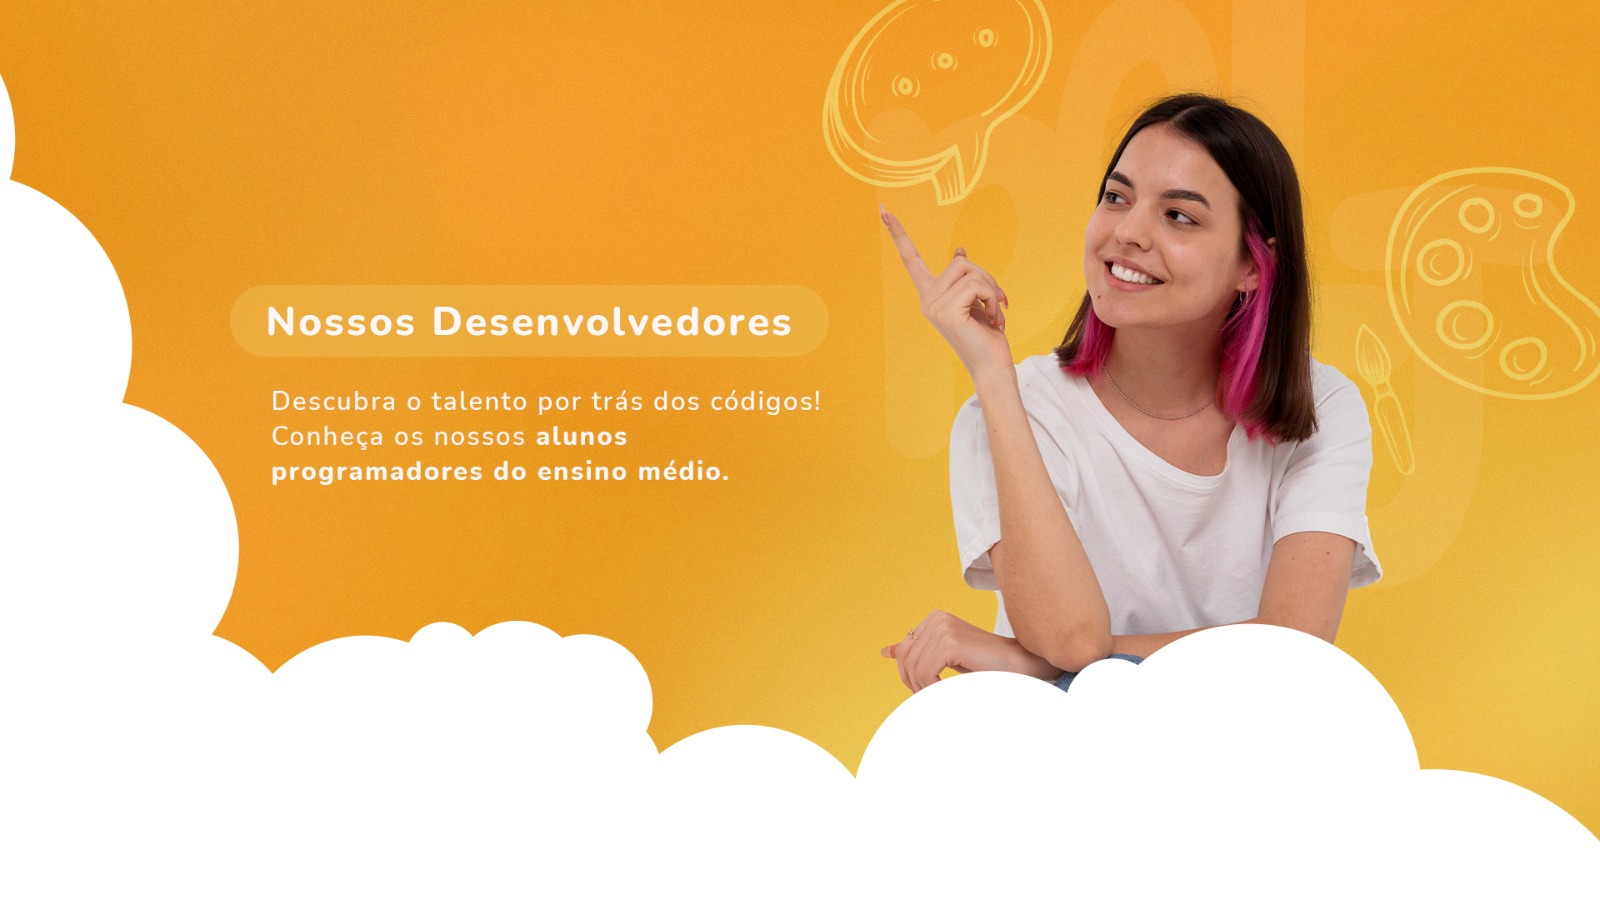 Nossos Desenvolvedores
Descubra o talento por trás dos códigos!
Conheça os nossos alunos
programadores do ensino médio.